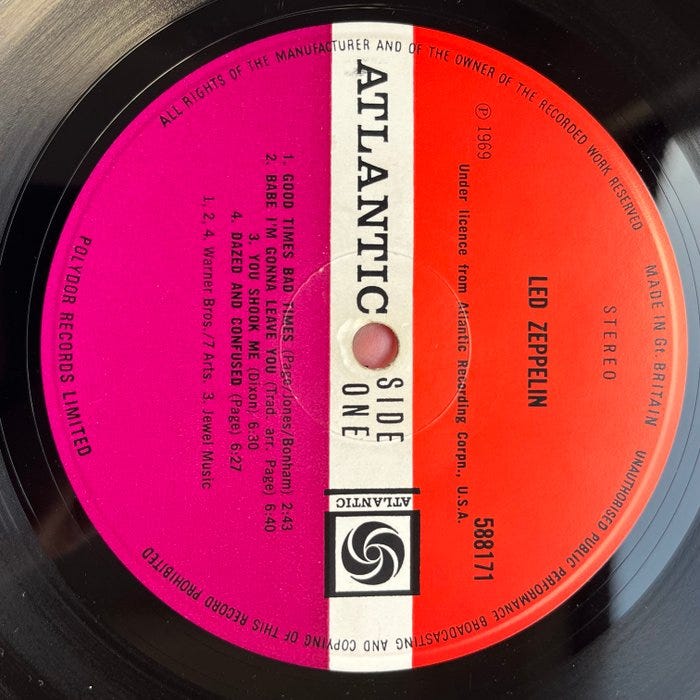 ALL RIGHTS OF THE MANUFACTURER AND OF THE OWNER OF THE RECORDED WORK RESERVED
UNAUTHORISED PUBLIC PERFORMANCE BROADCASTING AND COPYING OF THIS RECORD PROHIBITED
MADE IN Gt. BRITAIN
STEREO
LED ZEPPELIN
588171
℗ 1969
Under licence from Atlantic Recording Corpn., U.S.A.
ATLANTIC
SIDE
ONE
ATLANTIC
1. GOOD TIMES BAD TIMES (Page/Jones/Bonham) 2:43
2. BABE I'M GONNA LEAVE YOU (Trad. arr. Page) 6:40
3. YOU SHOOK ME (Dixon) 6:30
4. DAZED AND CONFUSED (Page) 6:27
1, 2, 4. Warner Bros./7 Arts. 3. Jewel Music
POLYDOR RECORDS LIMITED